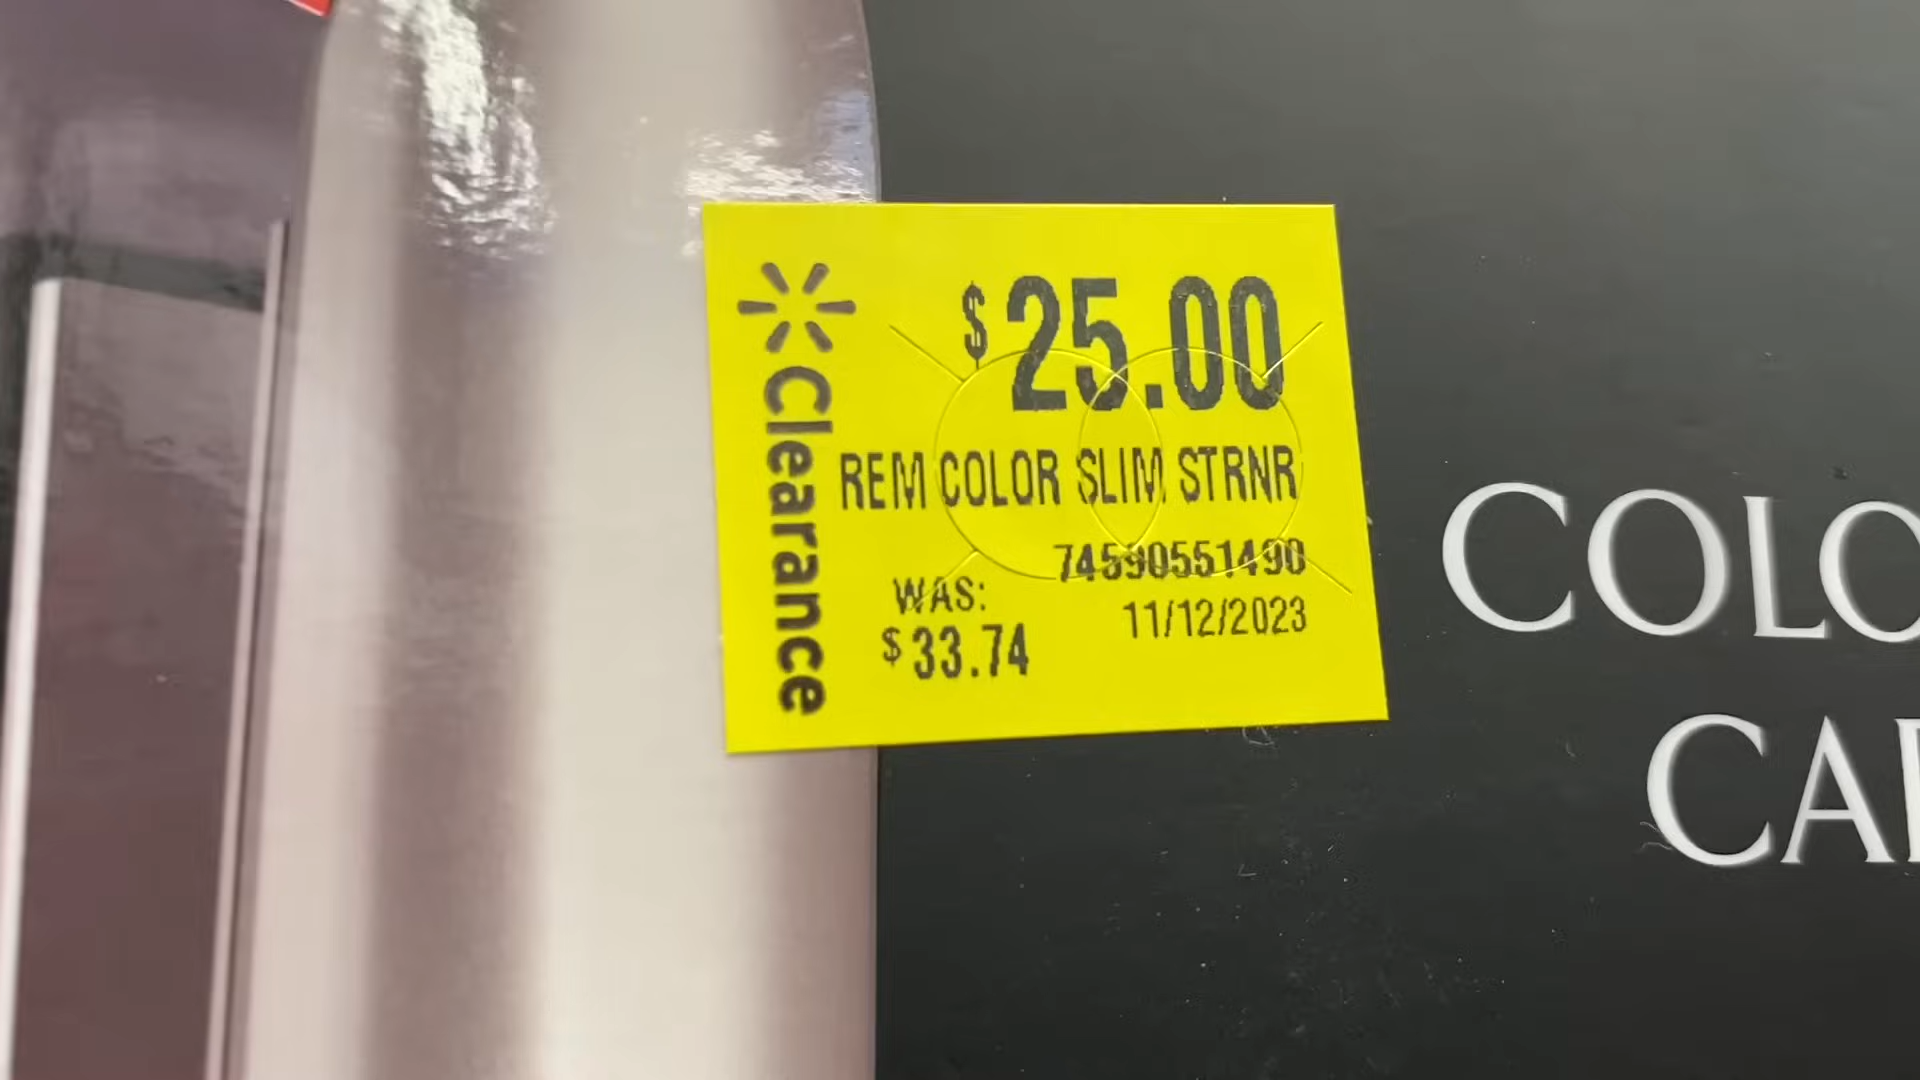 Clearance
$25.00
REM COLOR SLIM STRNR
74590551490
WAS:
$33.74
11/12/2023
COLO
CA